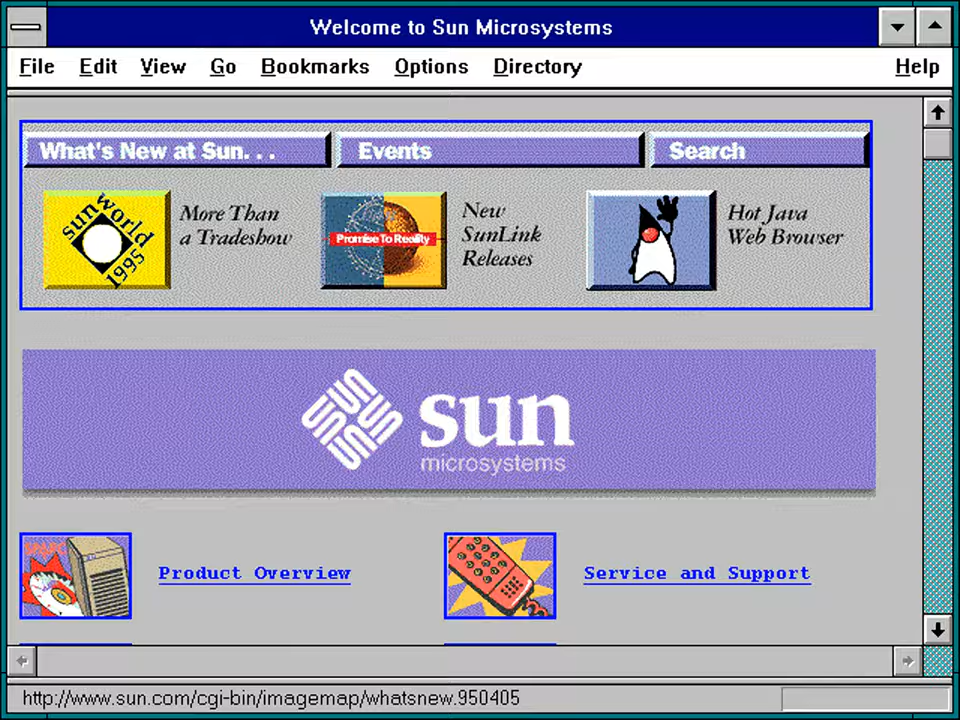 Welcome to Sun Microsystems
File Edit View Go Bookmarks Options Directory Help
What's New at Sun... Events Search
sunworld 1995
More Than
a Tradeshow
Promise To Reality
New
SunLink
Releases
Hot Java
Web Browser
sun
microsystems
Product Overview
Service and Support
http://www.sun.com/cgi-bin/imagemap/whatsnew.950405